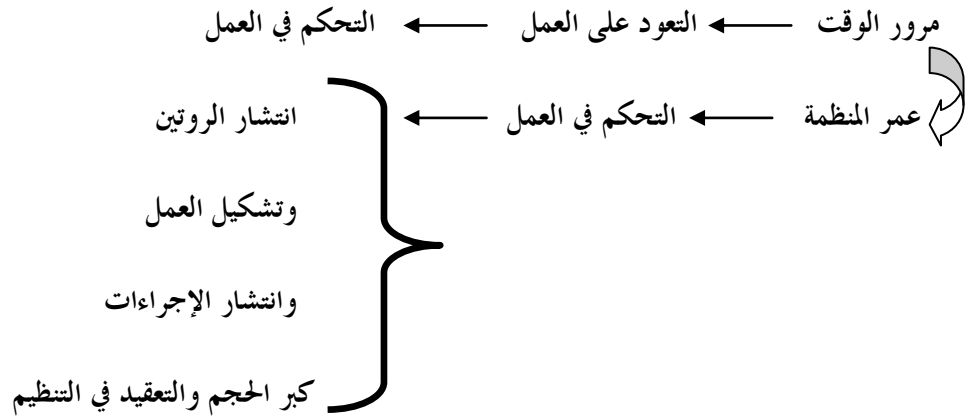 مرور الوقت التعود على العمل التحكم في العمل
عمر المنظمة التحكم في العمل انتشار الروتين
وتشكيل العمل
وانتشار الإجراءات
كبر الحجم والتعقيد في التنظيم